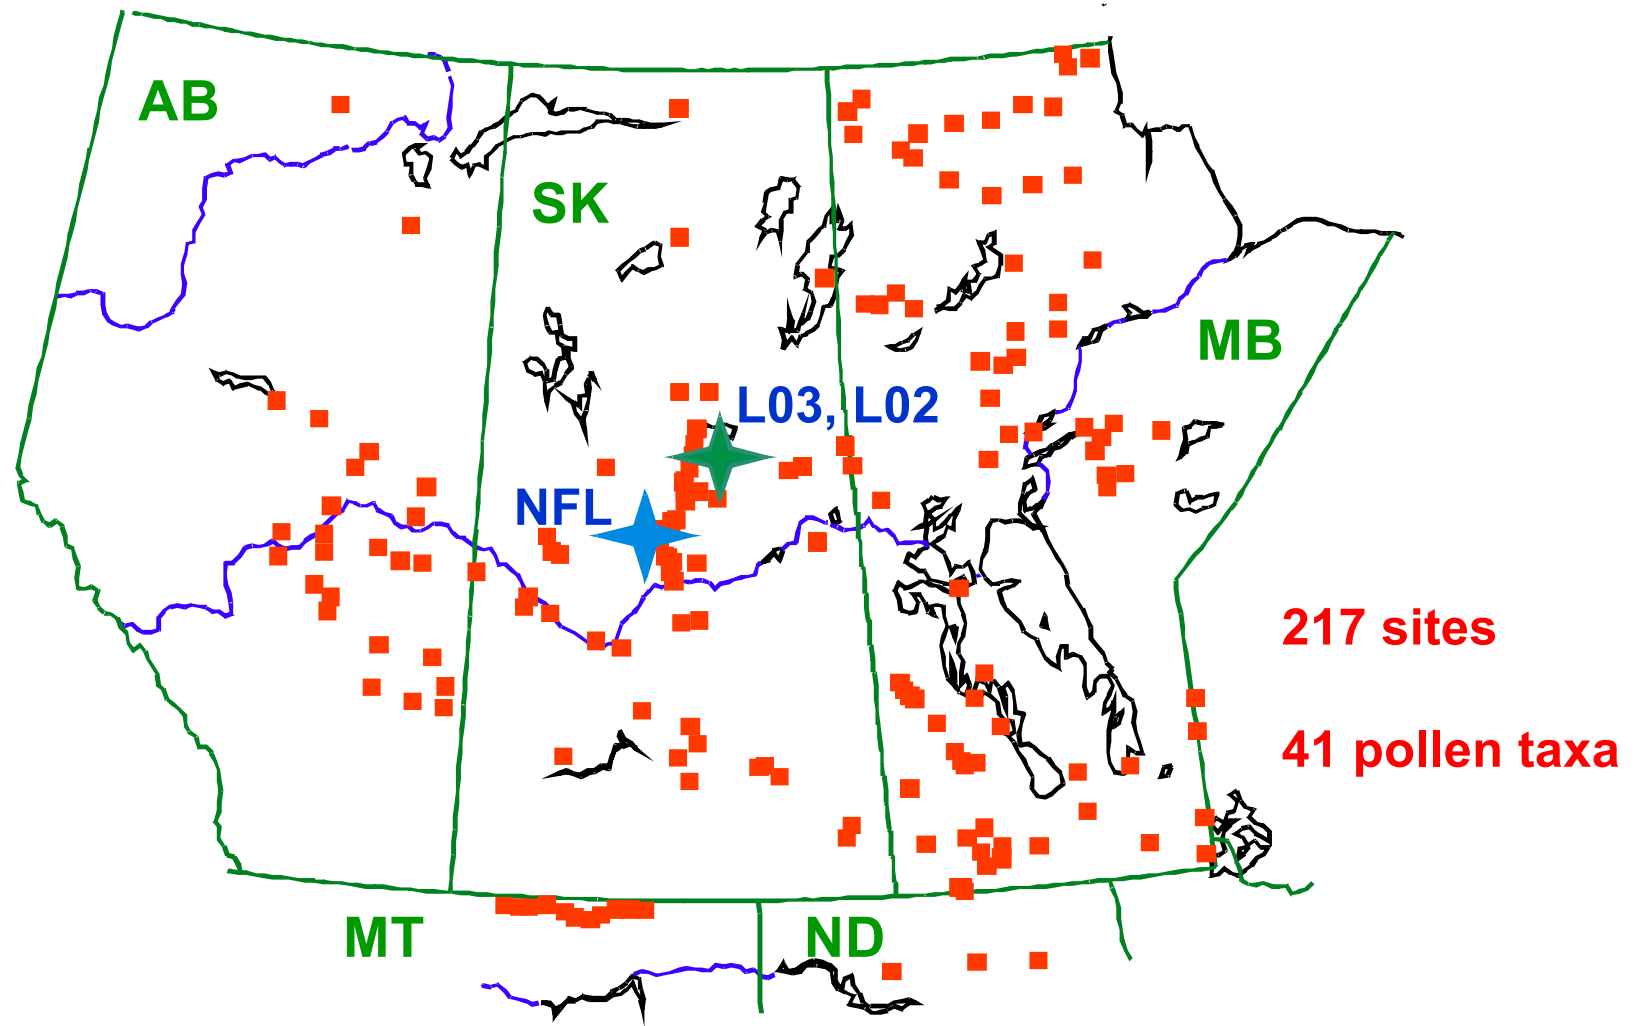 AB
SK
MB
L03, L02
NFL
217 sites
41 pollen taxa
MT
ND